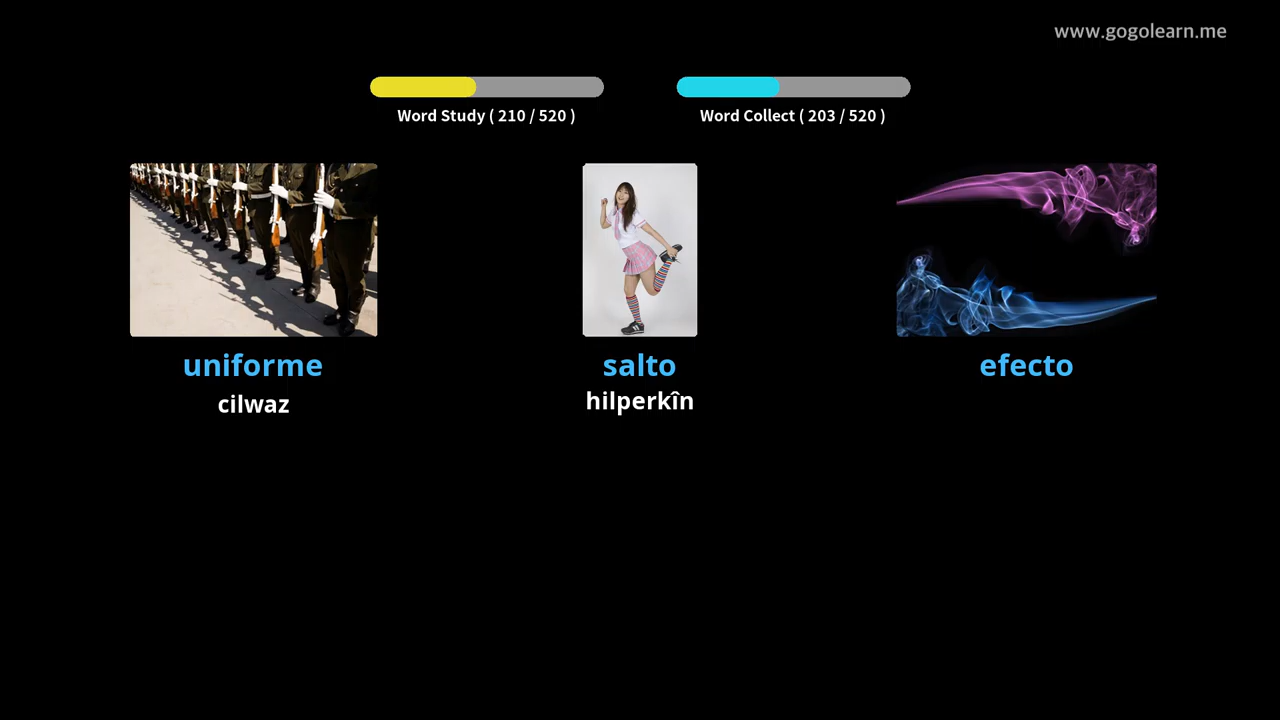 www.gogolearn.me
Word Study ( 210 / 520 )
Word Collect ( 203 / 520 )
uniforme
salto
efecto
cilwaz
hilperkîn